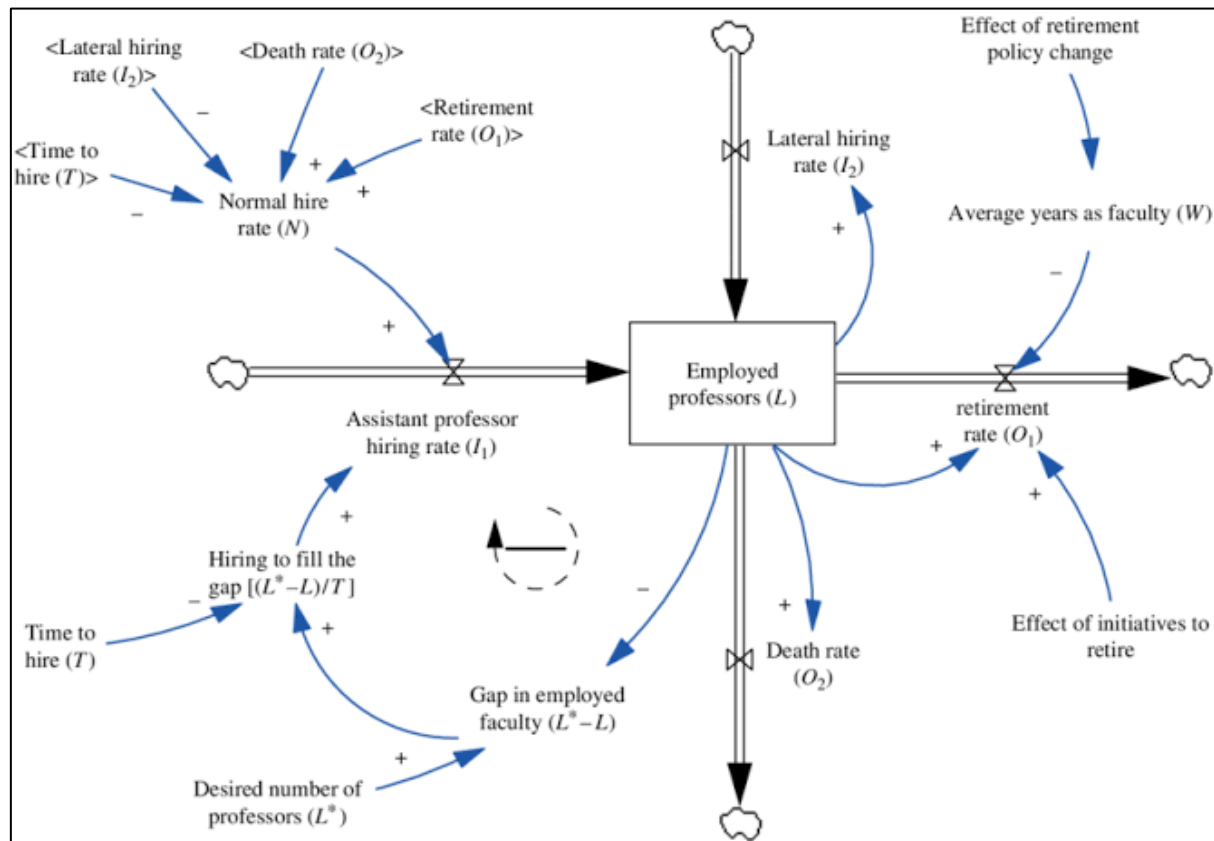 <Lateral hiring
rate (I₂)>
<Death rate (O₂)>
<Retirement
rate (O₁)>
<Time to
hire (T)>
–
–
+
+
Normal hire
rate (N)
+
Effect of retirement
policy change
Lateral hiring
rate (I₂)
+
Average years as faculty (W)
–
Employed
professors (L)
Assistant professor
hiring rate (I₁)
retirement
rate (O₁)
+
+
+
Hiring to fill the
gap [(L*–L)/T]
–
+
Time to
hire (T)
–
+
Death rate
(O₂)
Effect of initiatives to
retire
Gap in employed
faculty (L*–L)
+
Desired number of
professors (L*)